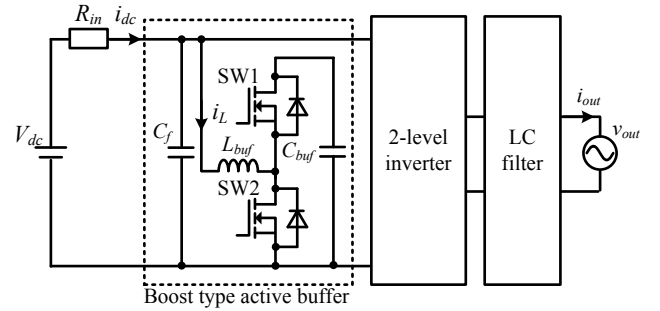 R_in i_dc
SW1
i_L
C_f
L_buf
C_buf
V_dc
SW2
2-level
inverter
LC
filter
i_out
v_out
Boost type active buffer